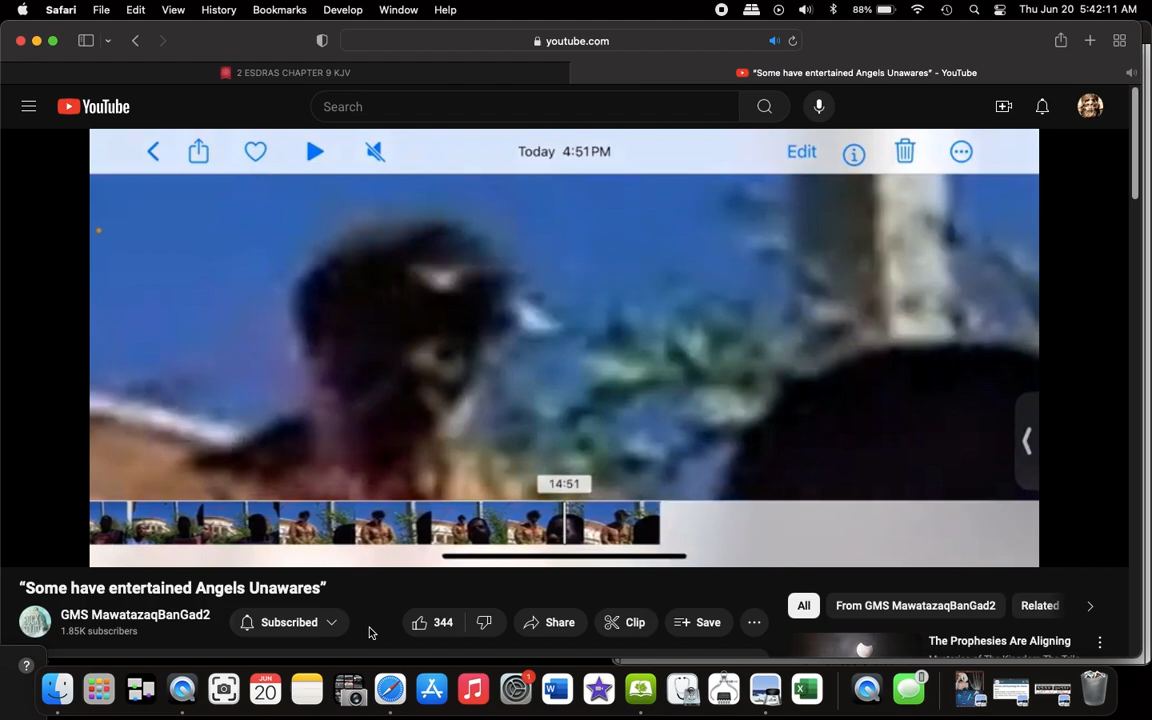 Safari File Edit View History Bookmarks Develop Window Help 88% Thu Jun 20 5:42:11 AM
youtube.com
2 ESDRAS CHAPTER 9 KJV "Some have entertained Angels Unawares" - YouTube
YouTube Search
Today 4:51PM Edit
14:51
“Some have entertained Angels Unawares”
GMS MawatazaqBanGad2
1.85K subscribers
Subscribed 344 Share Clip Save
All From GMS MawatazaqBanGad2 Related
The Prophesies Are Aligning
?
JUN
20
1